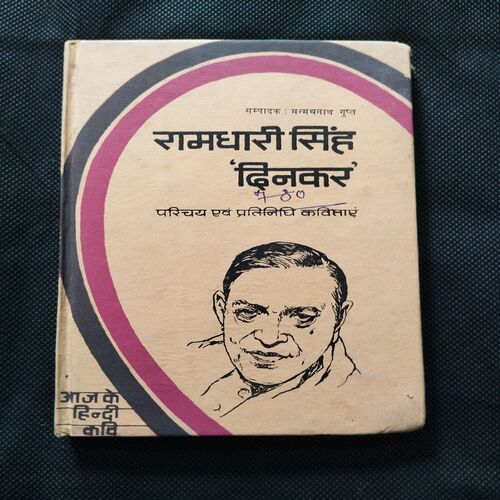 सम्पादक : मन्मथनाथ गुप्त
रामधारी सिंह
'दिनकर'
परिचय एवं प्रतिनिधि कविताएं
आज के
हिन्दी
कवि